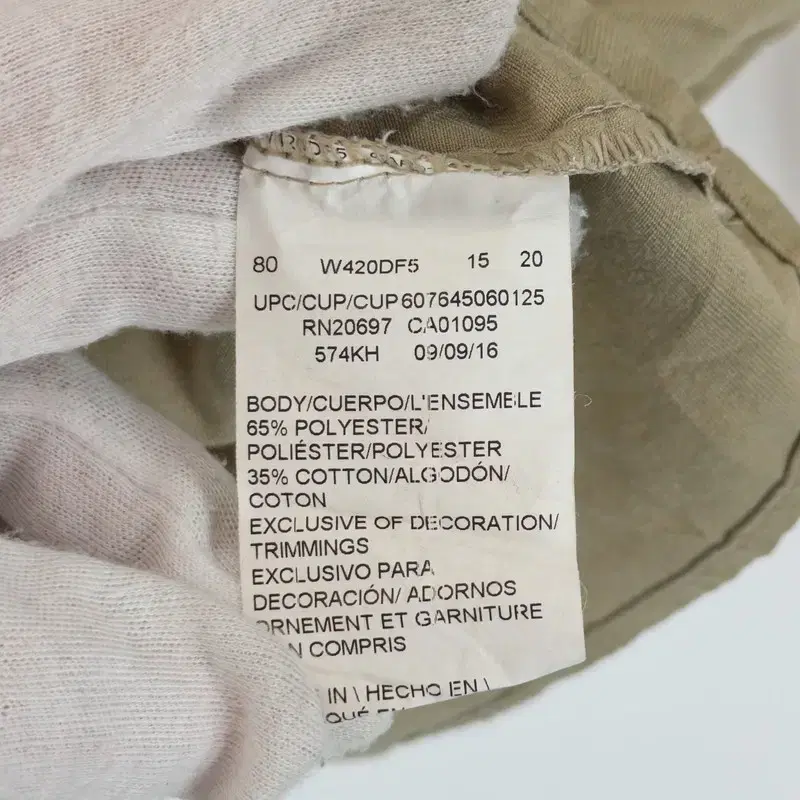 80 W420DF5 15 20
UPC/CUP/CUP 607645060125
RN20697 CA01095
574KH 09/09/16
BODY/CUERPO/L'ENSEMBLE
65% POLYESTER/
POLIÉSTER/POLYESTER
35% COTTON/ALGODÓN/
COTON
EXCLUSIVE OF DECORATION/
TRIMMINGS
EXCLUSIVO PARA
DECORACIÓN/ ADORNOS
ORNEMENT ET GARNITURE
COMPRIS
IN \ HECHO EN \